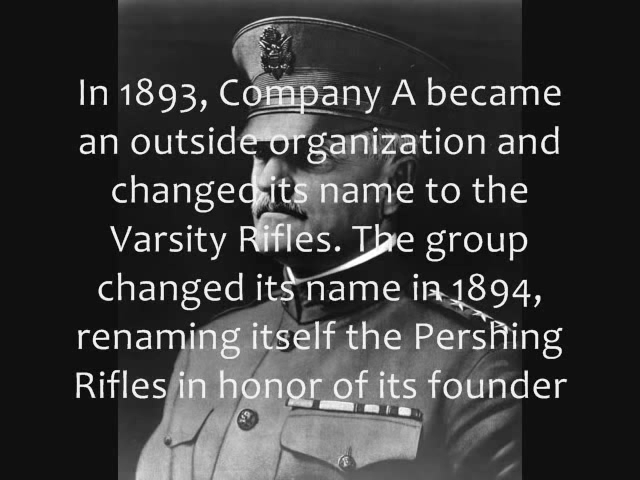 In 1893, Company A became
an outside organization and
changed its name to the
Varsity Rifles. The group
changed its name in 1894,
renaming itself the Pershing
Rifles in honor of its founder